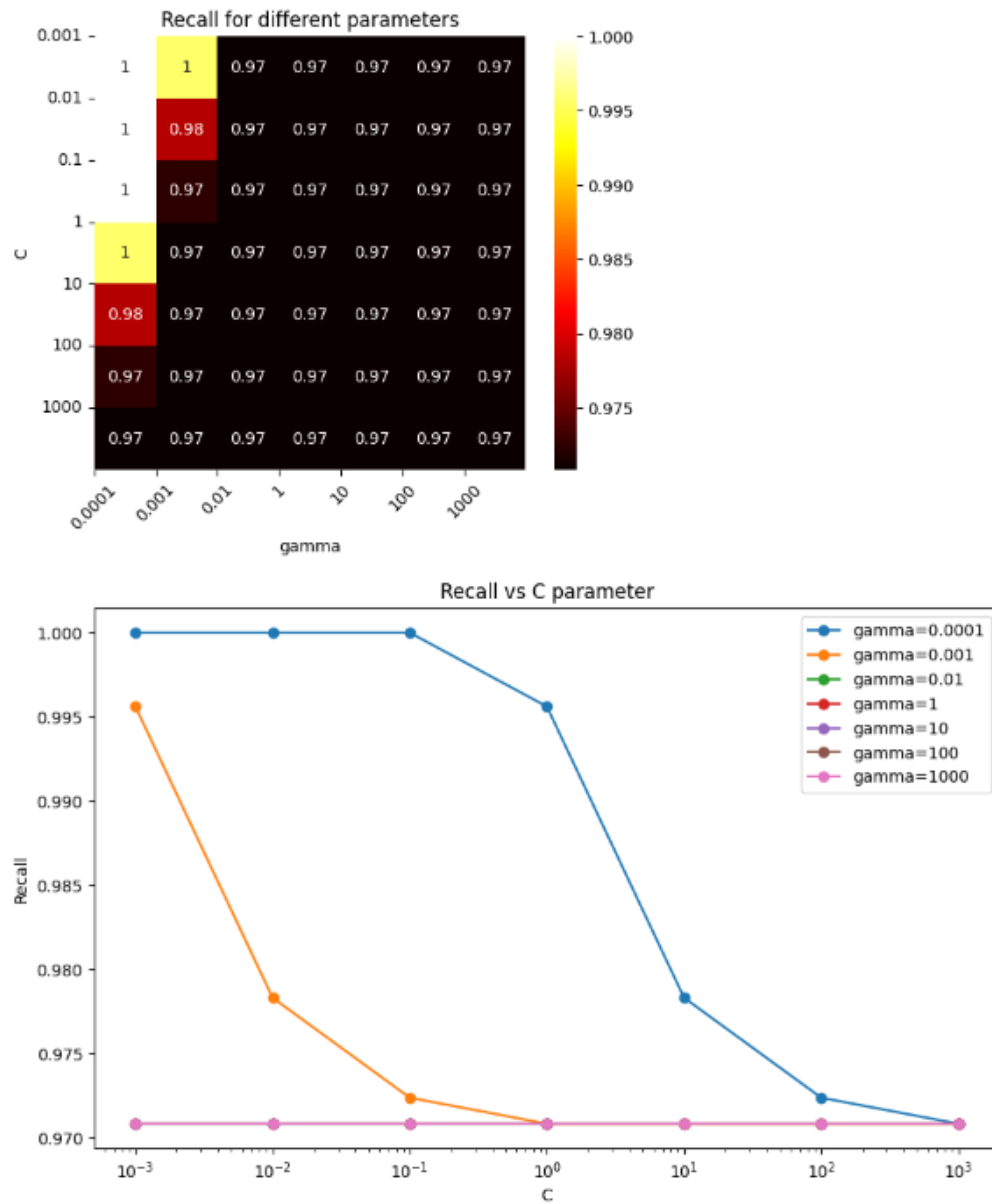 Recall for different parameters
0.001
0.01
0.1
1
10
100
1000
C
1 1 0.97 0.97 0.97 0.97 0.97
1 0.98 0.97 0.97 0.97 0.97 0.97
1 0.97 0.97 0.97 0.97 0.97 0.97
1 0.97 0.97 0.97 0.97 0.97 0.97
0.98 0.97 0.97 0.97 0.97 0.97 0.97
0.97 0.97 0.97 0.97 0.97 0.97 0.97
0.97 0.97 0.97 0.97 0.97 0.97 0.97
0.0001 0.001 0.01 1 10 100 1000
gamma
1.000
0.995
0.990
0.985
0.980
0.975
Recall vs C parameter
1.000
0.995
0.990
0.985
0.980
0.975
0.970
Recall
gamma=0.0001
gamma=0.001
gamma=0.01
gamma=1
gamma=10
gamma=100
gamma=1000
10⁻³ 10⁻² 10⁻¹ 10⁰ 10¹ 10² 10³
C